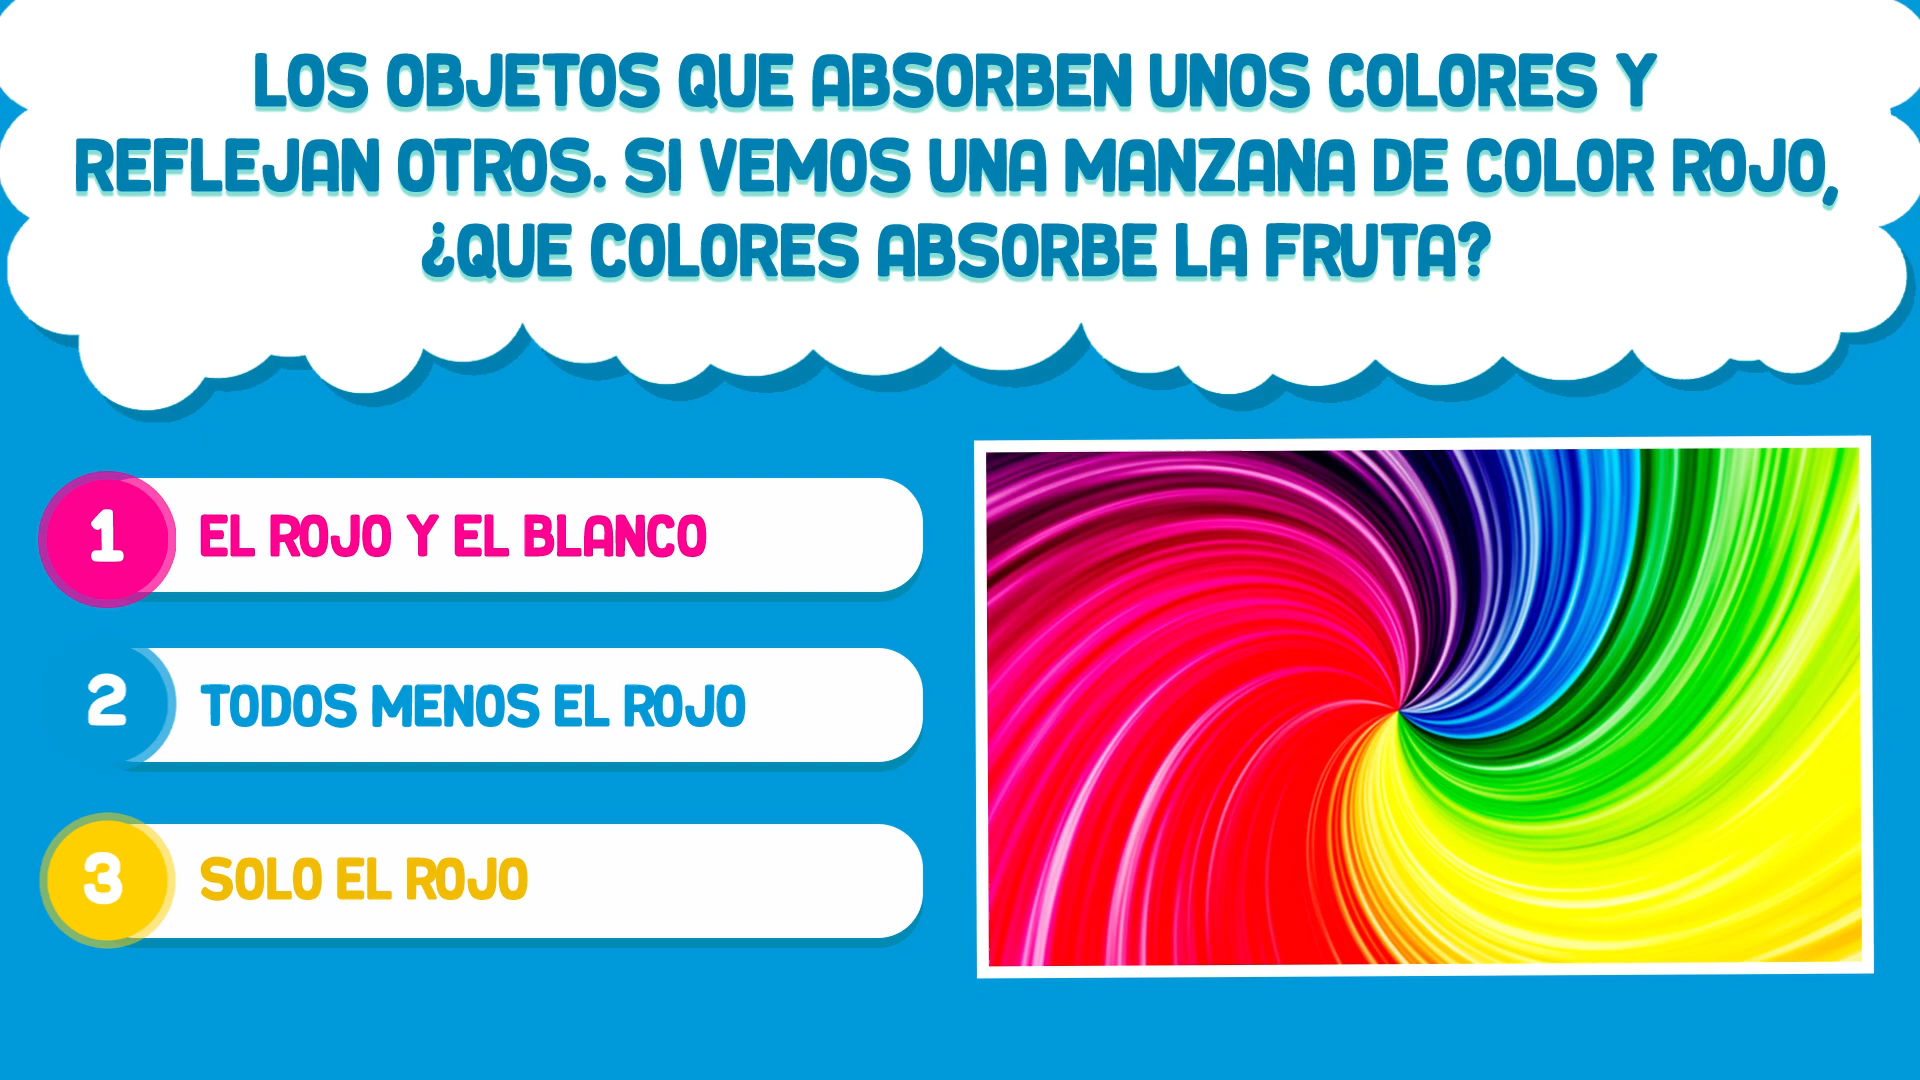 LOS OBJETOS QUE ABSORBEN UNOS COLORES Y
REFLEJAN OTROS. SI VEMOS UNA MANZANA DE COLOR ROJO,
¿QUE COLORES ABSORBE LA FRUTA?
1 EL ROJO Y EL BLANCO
2 TODOS MENOS EL ROJO
3 SOLO EL ROJO